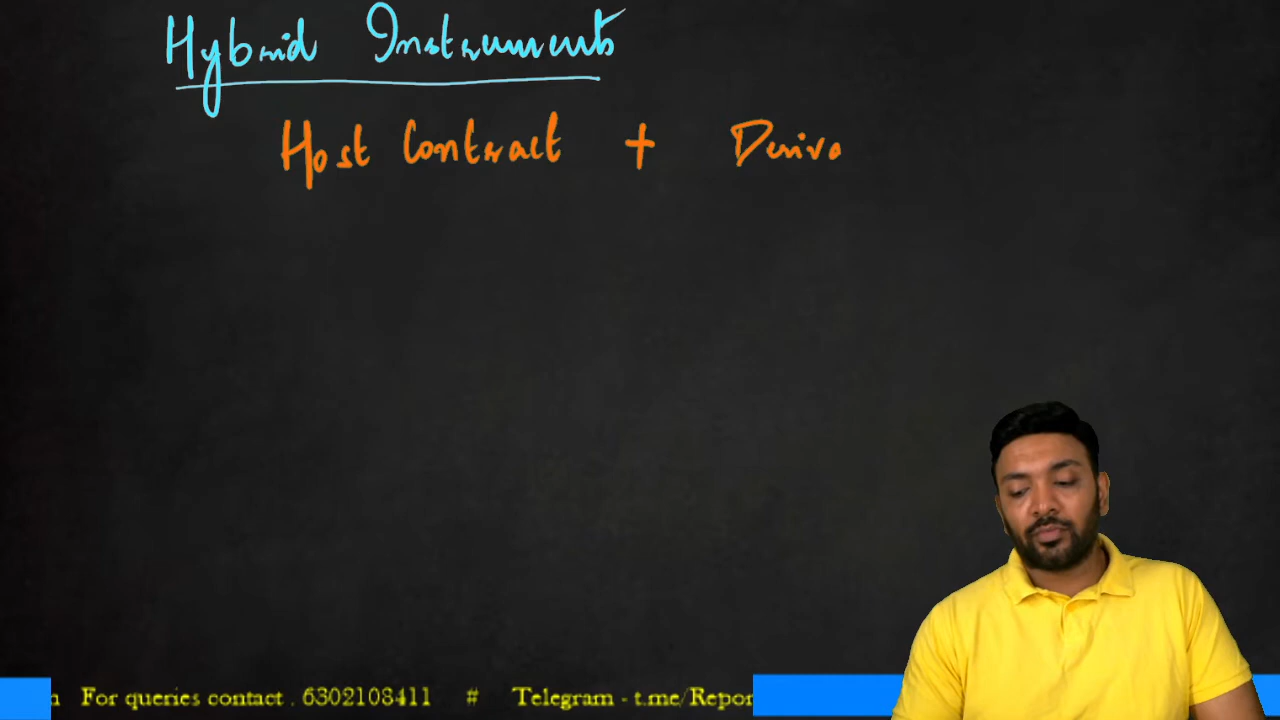 Hybrid Instruments
Host Contract + Deriva
For queries contact . 6302108411 # Telegram - t.me/Repor